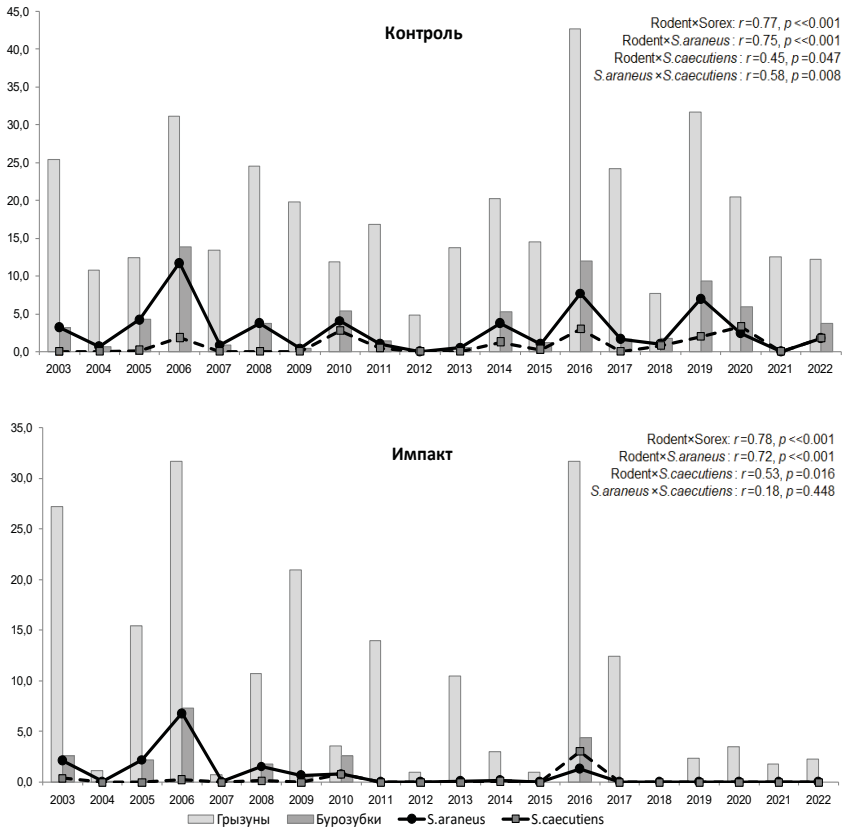 45,0
40,0
35,0
30,0
25,0
20,0
15,0
10,0
5,0
0,0
Контроль
Rodent×Sorex: r=0.77, p<<0.001
Rodent×S.araneus: r=0.75, p<<0.001
Rodent×S.caecutiens: r=0.45, p=0.047
S.araneus×S.caecutiens: r=0.58, p=0.008
2003 2004 2005 2006 2007 2008 2009 2010 2011 2012 2013 2014 2015 2016 2017 2018 2019 2020 2021 2022
35,0
30,0
25,0
20,0
15,0
10,0
5,0
0,0
Импакт
Rodent×Sorex: r=0.78, p<<0.001
Rodent×S.araneus: r=0.72, p<<0.001
Rodent×S.caecutiens: r=0.53, p=0.016
S.araneus×S.caecutiens: r=0.18, p=0.448
2003 2004 2005 2006 2007 2008 2009 2010 2011 2012 2013 2014 2015 2016 2017 2018 2019 2020 2021 2022
Грызуны Бурозубки S.araneus S.caecutiens